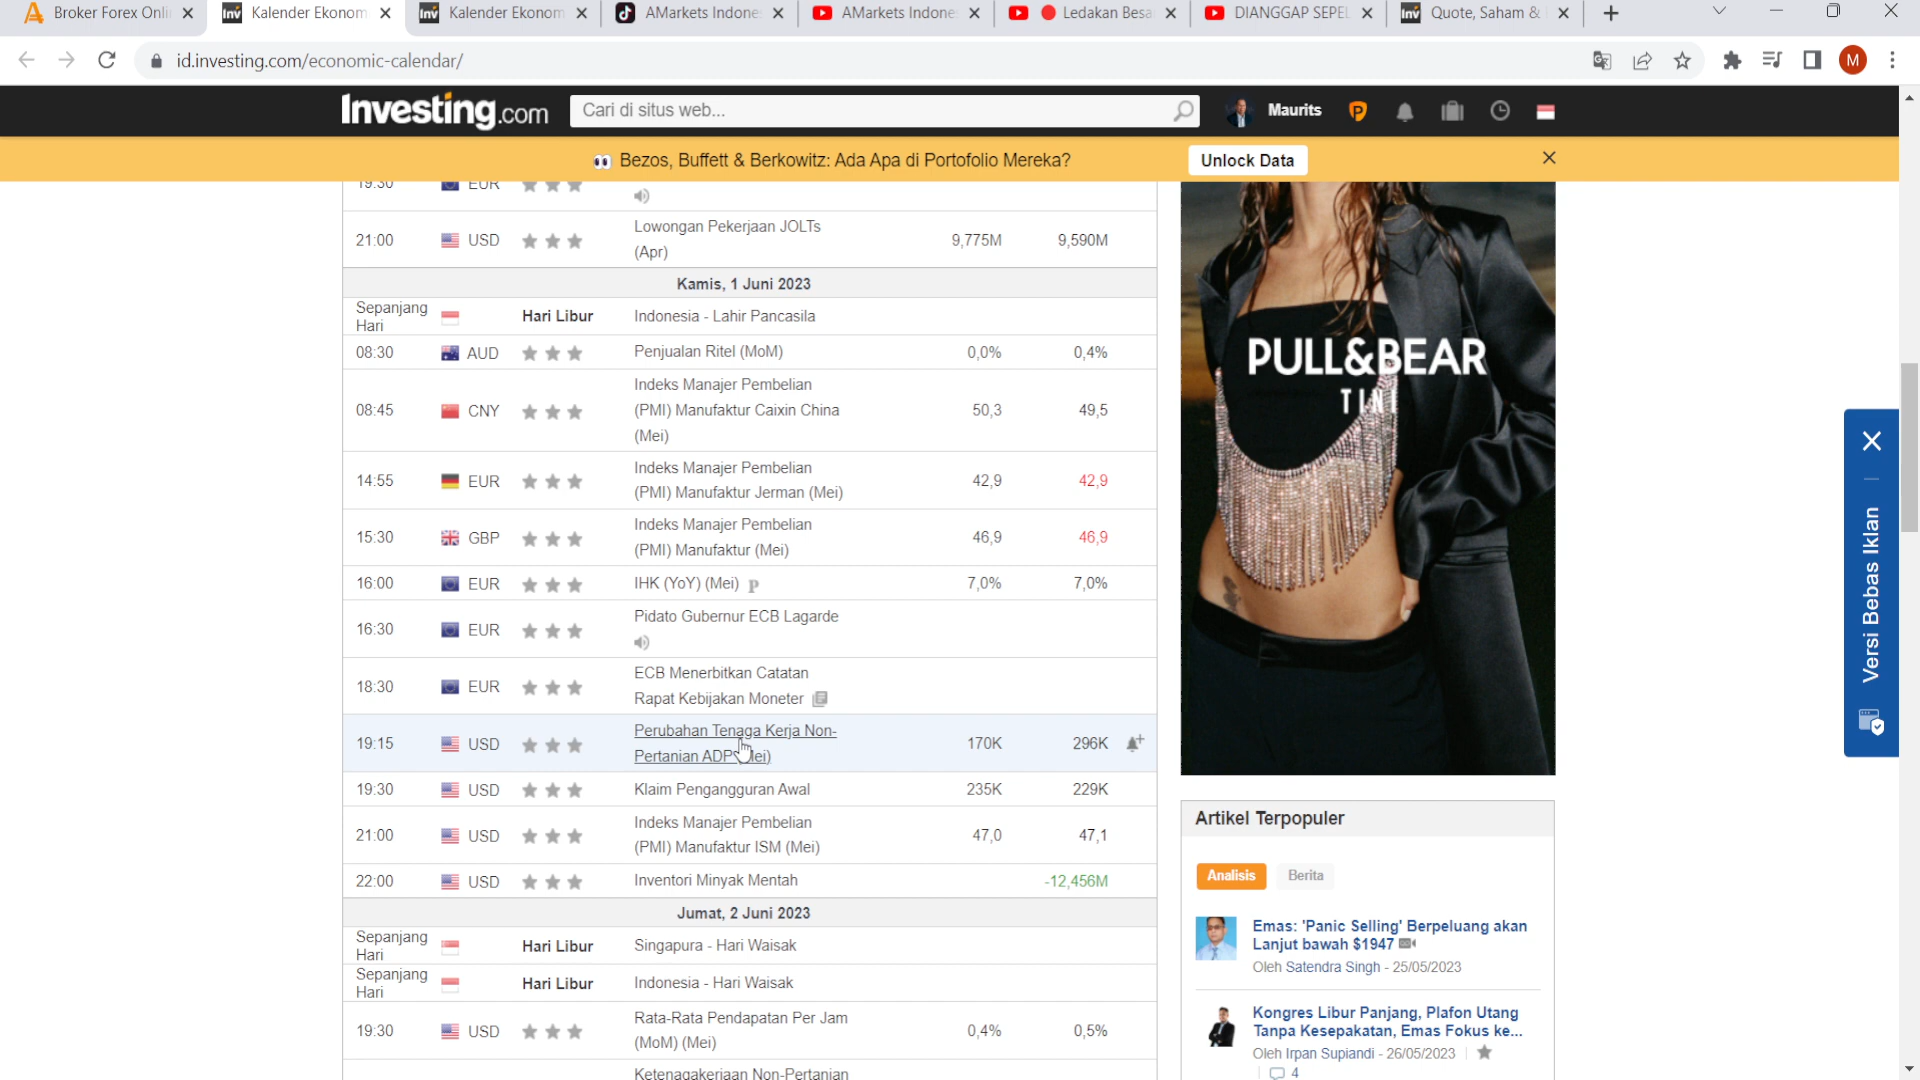 Broker Forex Onli
Kalender Ekonom
Kalender Ekonom
AMarkets Indone
AMarkets Indone
Ledakan Besa
DIANGGAP SEPEL
Quote, Saham &
id.investing.com/economic-calendar/
M
Investing.com
Cari di situs web...
Maurits
Bezos, Buffett & Berkowitz: Ada Apa di Portofolio Mereka?
Unlock Data
19:30 EUR
21:00 USD Lowongan Pekerjaan JOLTs (Apr) 9,775M 9,590M
Kamis, 1 Juni 2023
Sepanjang Hari Hari Libur Indonesia - Lahir Pancasila
08:30 AUD Penjualan Ritel (MoM) 0,0% 0,4%
08:45 CNY Indeks Manajer Pembelian (PMI) Manufaktur Caixin China (Mei) 50,3 49,5
14:55 EUR Indeks Manajer Pembelian (PMI) Manufaktur Jerman (Mei) 42,9 42,9
15:30 GBP Indeks Manajer Pembelian (PMI) Manufaktur (Mei) 46,9 46,9
16:00 EUR IHK (YoY) (Mei) P 7,0% 7,0%
16:30 EUR Pidato Gubernur ECB Lagarde
18:30 EUR ECB Menerbitkan Catatan Rapat Kebijakan Moneter
19:15 USD Perubahan Tenaga Kerja Non-Pertanian ADP 170K 296K
19:30 USD Klaim Pengangguran Awal 235K 229K
21:00 USD Indeks Manajer Pembelian (PMI) Manufaktur ISM (Mei) 47,0 47,1
22:00 USD Inventori Minyak Mentah -12,456M
Jumat, 2 Juni 2023
Sepanjang Hari Hari Libur Singapura - Hari Waisak
Sepanjang Hari Hari Libur Indonesia - Hari Waisak
19:30 USD Rata-Rata Pendapatan Per Jam (MoM) (Mei) 0,4% 0,5%
Ketenagakerjaan Non-Pertanian
PULL&BEAR
Versi Bebas Iklan
Artikel Terpopuler
Analisis
Berita
Emas: 'Panic Selling' Berpeluang akan
Lanjut bawah $1947
Oleh Satendra Singh - 25/05/2023
Kongres Libur Panjang, Plafon Utang
Tanpa Kesepakatan, Emas Fokus ke...
Oleh Irpan Supiandi - 26/05/2023
4